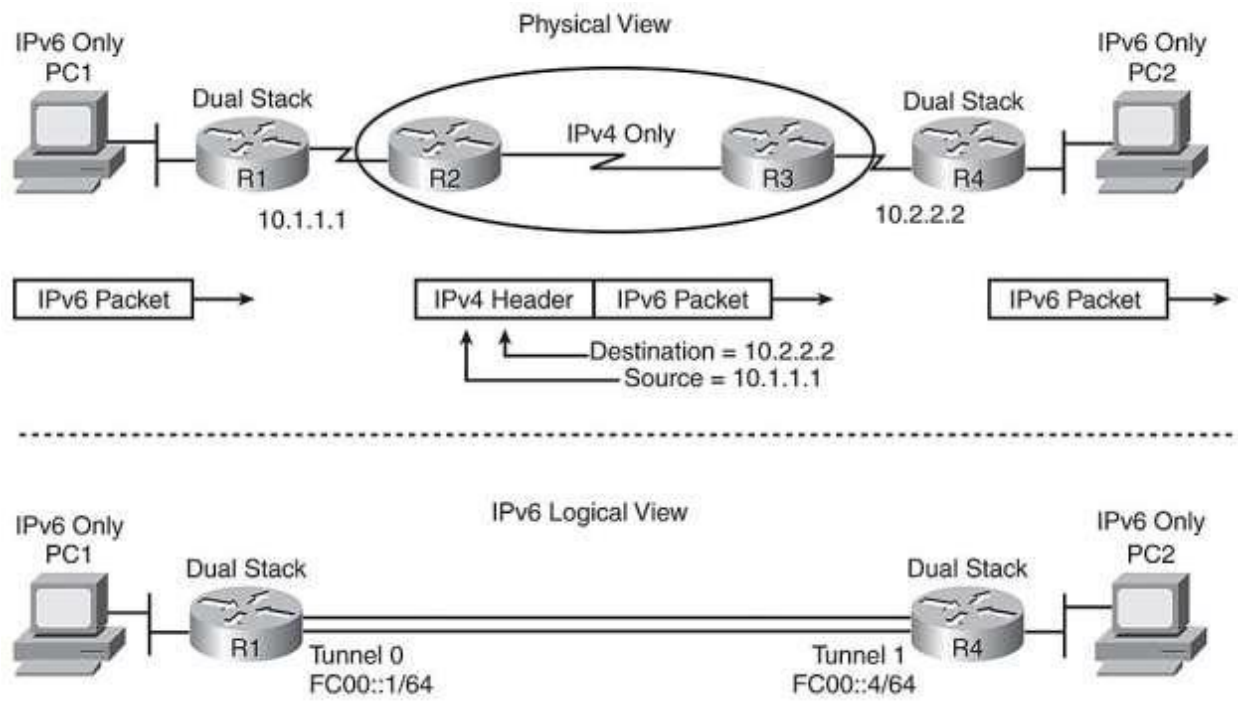 Physical View
IPv6 Only
PC1
Dual Stack
R1
10.1.1.1
R2
IPv4 Only
R3
Dual Stack
R4
10.2.2.2
IPv6 Only
PC2
IPv6 Packet
IPv4 Header
IPv6 Packet
IPv6 Packet
Destination = 10.2.2.2
Source = 10.1.1.1
IPv6 Logical View
IPv6 Only
PC1
Dual Stack
R1
Tunnel 0
FC00::1/64
Dual Stack
R4
Tunnel 1
FC00::4/64
IPv6 Only
PC2